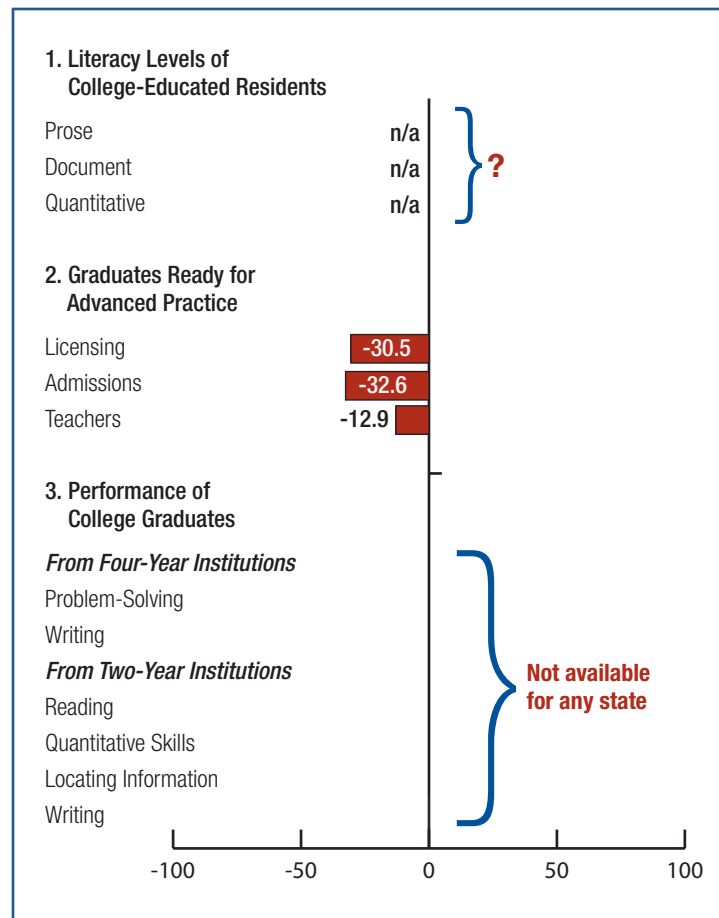 1. Literacy Levels of
College-Educated Residents
Prose n/a
Document n/a
Quantitative n/a
?
2. Graduates Ready for
Advanced Practice
Licensing -30.5
Admissions -32.6
Teachers -12.9
3. Performance of
College Graduates
From Four-Year Institutions
Problem-Solving
Writing
From Two-Year Institutions
Reading
Quantitative Skills
Locating Information
Writing
Not available
for any state
-100 -50 0 50 100